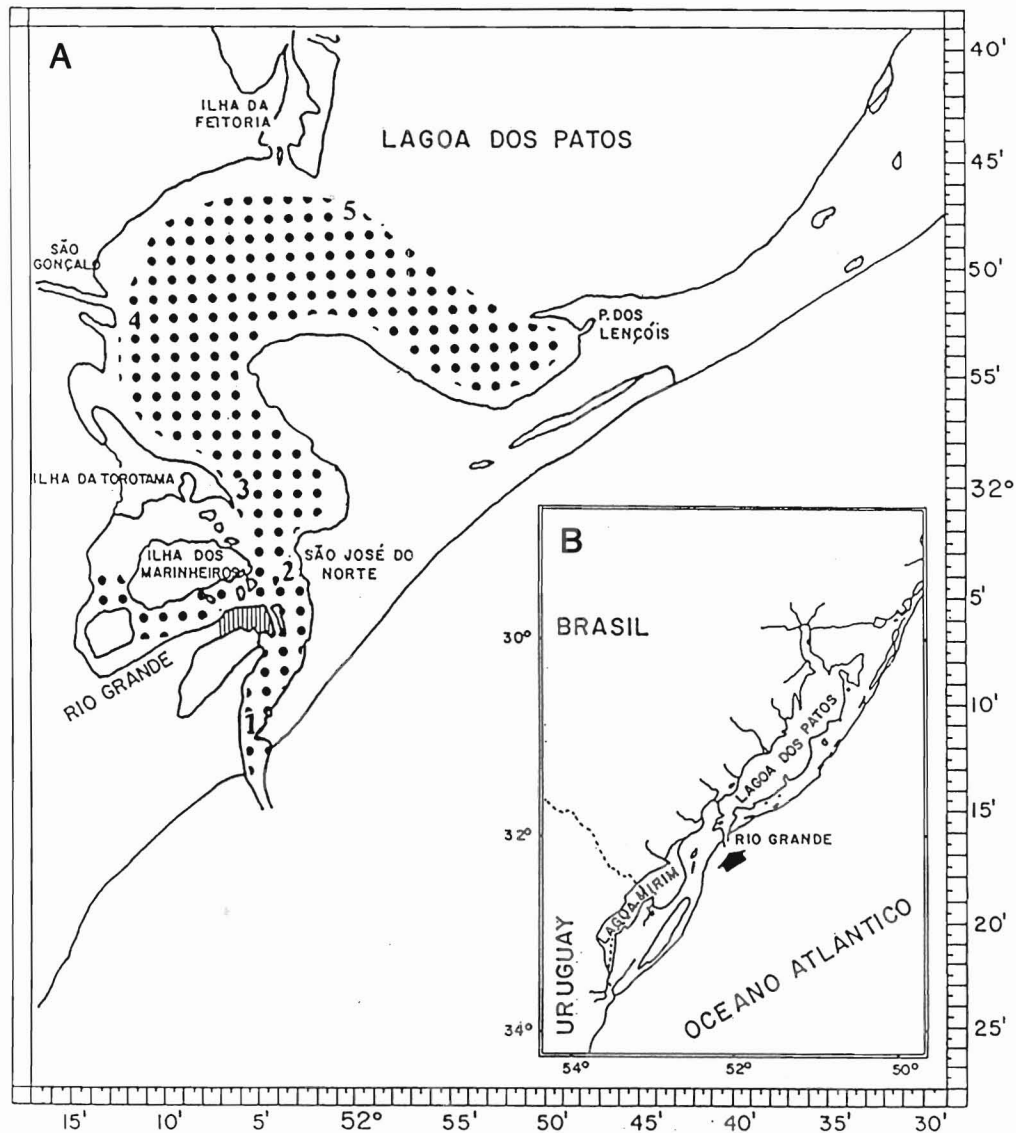 A
ILHA DA
FEITORIA
LAGOA DOS PATOS
5
SÃO
GONÇALO
4
P. DOS
LENÇÓIS
ILHA DA TOROTAMA
3
ILHA DOS
MARINHEIROS
2
SÃO JOSÉ DO
NORTE
RIO GRANDE
1
40'
45'
50'
55'
32°
5'
10'
15'
20'
25'
15'
10'
5'
52°
55'
50'
45'
40'
35'
30'
B
BRASIL
30°
LAGOA DOS PATOS
32°
RIO GRANDE
LAGOA MIRIM
URUGUAY
OCEANO ATLÁNTICO
34°
54°
52°
50°